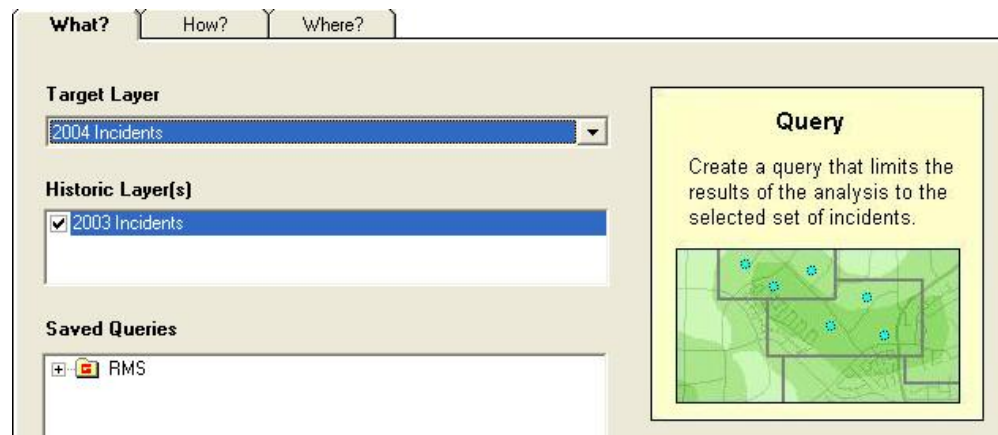 What? How? Where?
Target Layer
2004 Incidents
Historic Layer(s)
2003 Incidents
Saved Queries
RMS
Query
Create a query that limits the
results of the analysis to the
selected set of incidents.